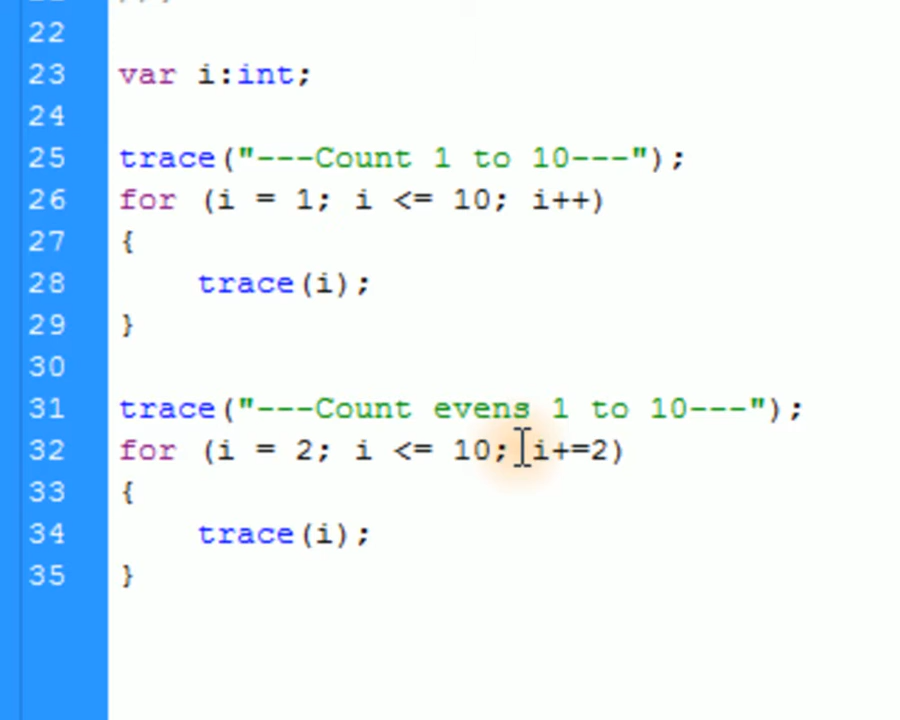 22
23 var i:int;
24
25 trace("---Count 1 to 10---");
26 for (i = 1; i <= 10; i++)
27 {
28     trace(i);
29 }
30
31 trace("---Count evens 1 to 10---");
32 for (i = 2; i <= 10; i+=2)
33 {
34     trace(i);
35 }